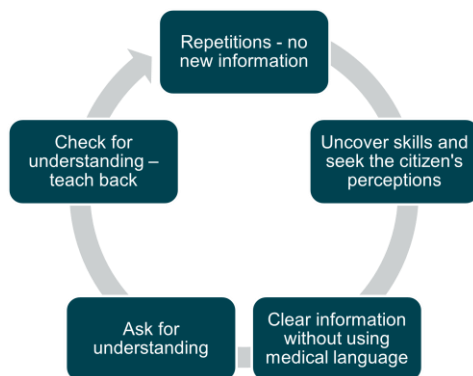 Repetitions - no
new information
Uncover skills and
seek the citizen's
perceptions
Clear information
without using
medical language
Ask for
understanding
Check for
understanding –
teach back